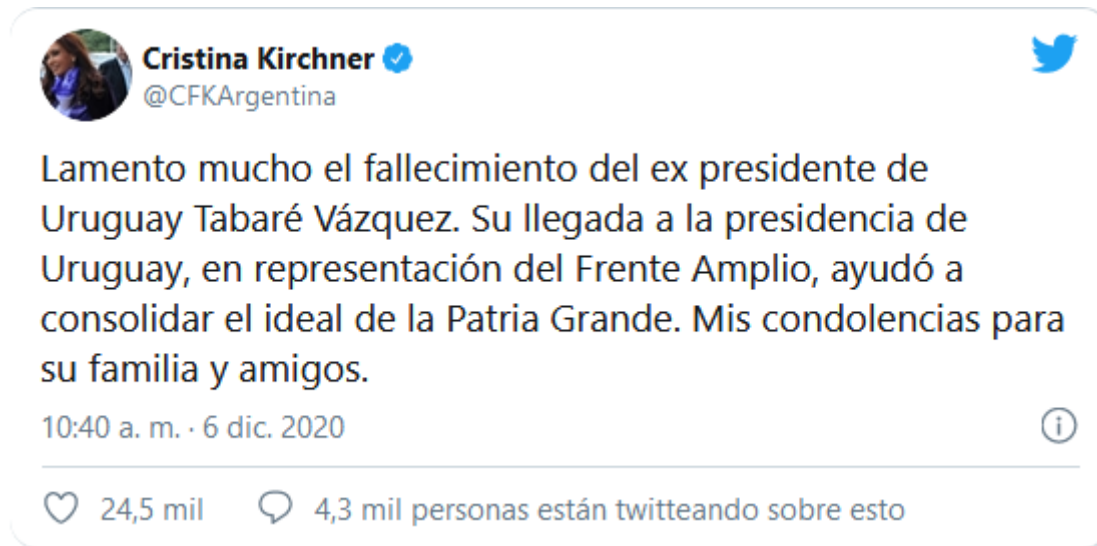 Cristina Kirchner
@CFKArgentina
Lamento mucho el fallecimiento del ex presidente de
Uruguay Tabaré Vázquez. Su llegada a la presidencia de
Uruguay, en representación del Frente Amplio, ayudó a
consolidar el ideal de la Patria Grande. Mis condolencias para
su familia y amigos.
10:40 a. m. · 6 dic. 2020
24,5 mil 4,3 mil personas están twitteando sobre esto